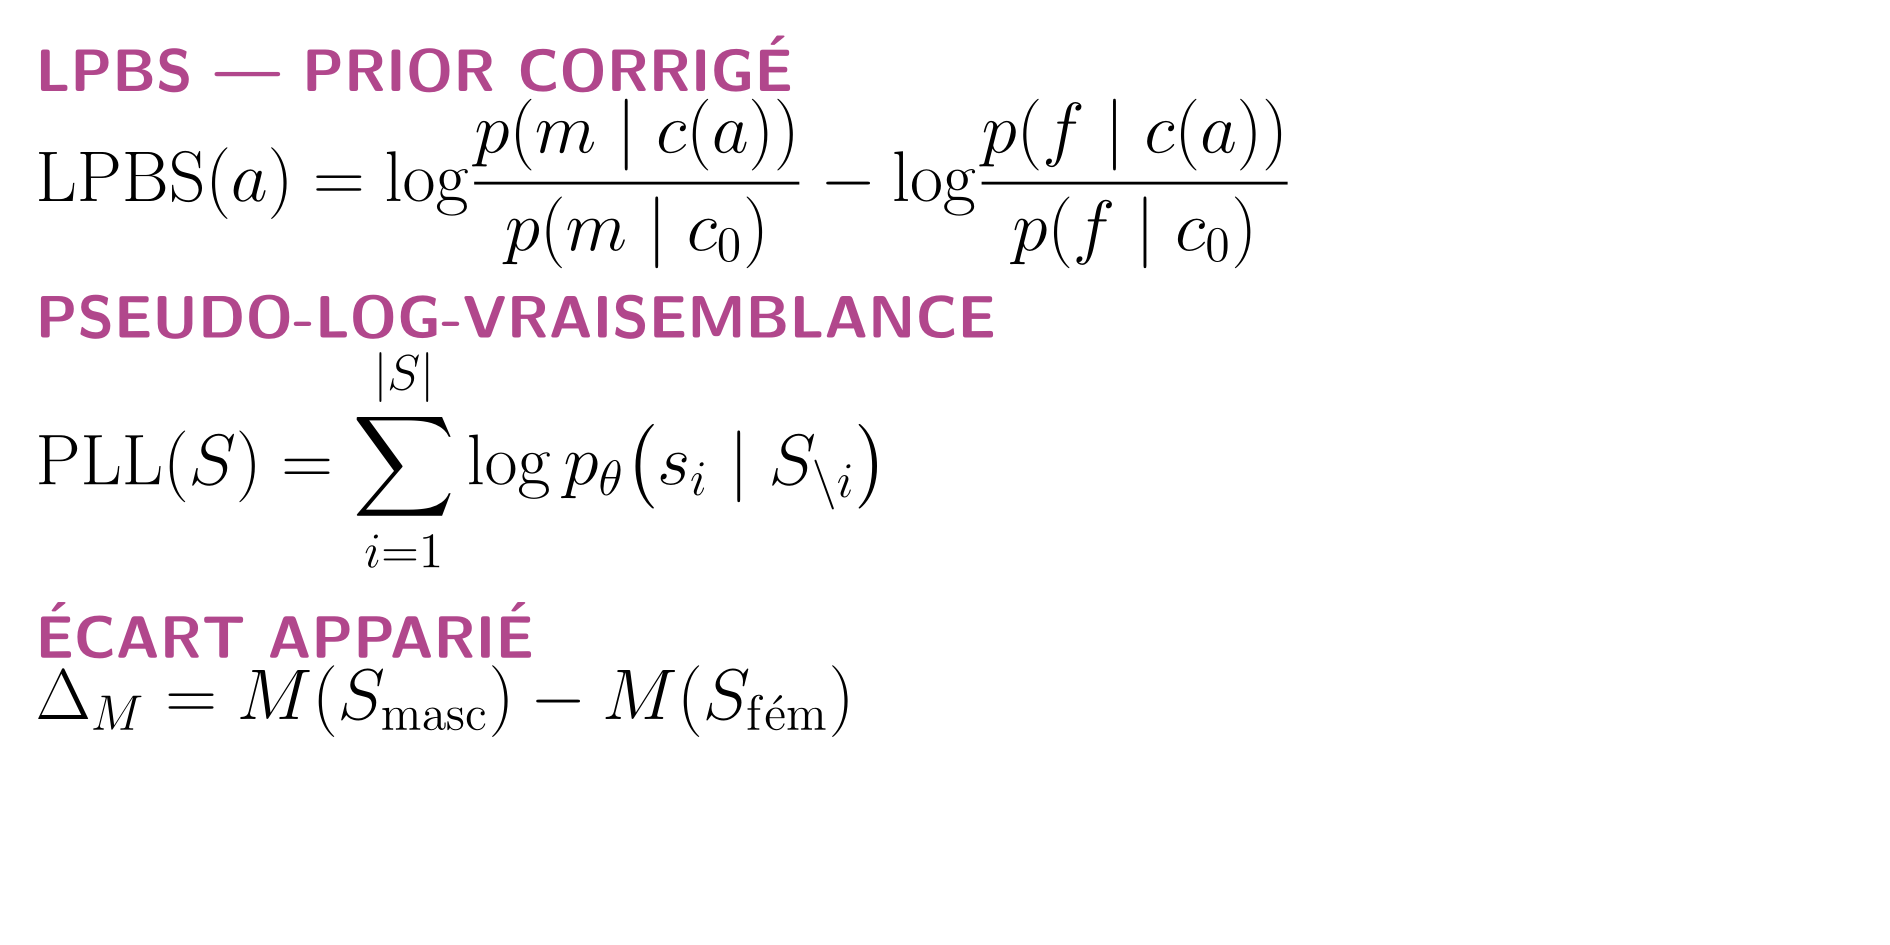 LPBS — PRIOR CORRIGÉ
LPBS(a) = log p(m | c(a)) / p(m | c₀) − log p(f | c(a)) / p(f | c₀)
PSEUDO-LOG-VRAISEMBLANCE
PLL(S) = ∑_{i=1}^{|S|} log p_θ(s_i | S_{\i})
ÉCART APPARIÉ
Δ_M = M(S_masc) − M(S_fém)